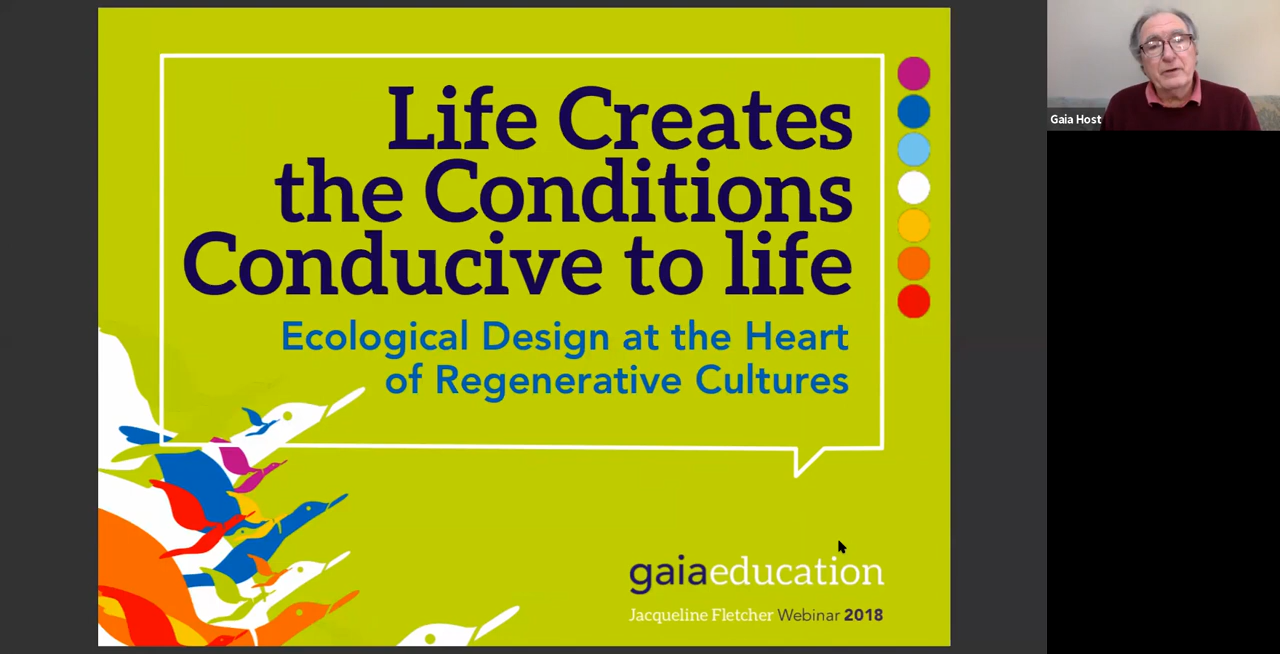 Life Creates
the Conditions
Conducive to life
Ecological Design at the Heart
of Regenerative Cultures
gaiaeducation
Jacqueline Fletcher Webinar 2018
Gaia Host